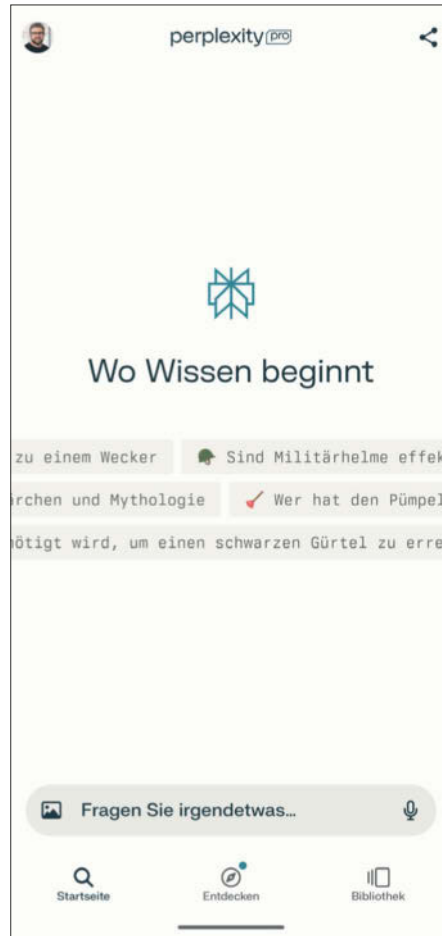 perplexity pro
Wo Wissen beginnt
zu einem Wecker Sind Militärhelme effek
rchen und Mythologie Wer hat den Pümpel
nötigt wird, um einen schwarzen Gürtel zu erre
Fragen Sie irgendetwas...
Startseite Entdecken Bibliothek